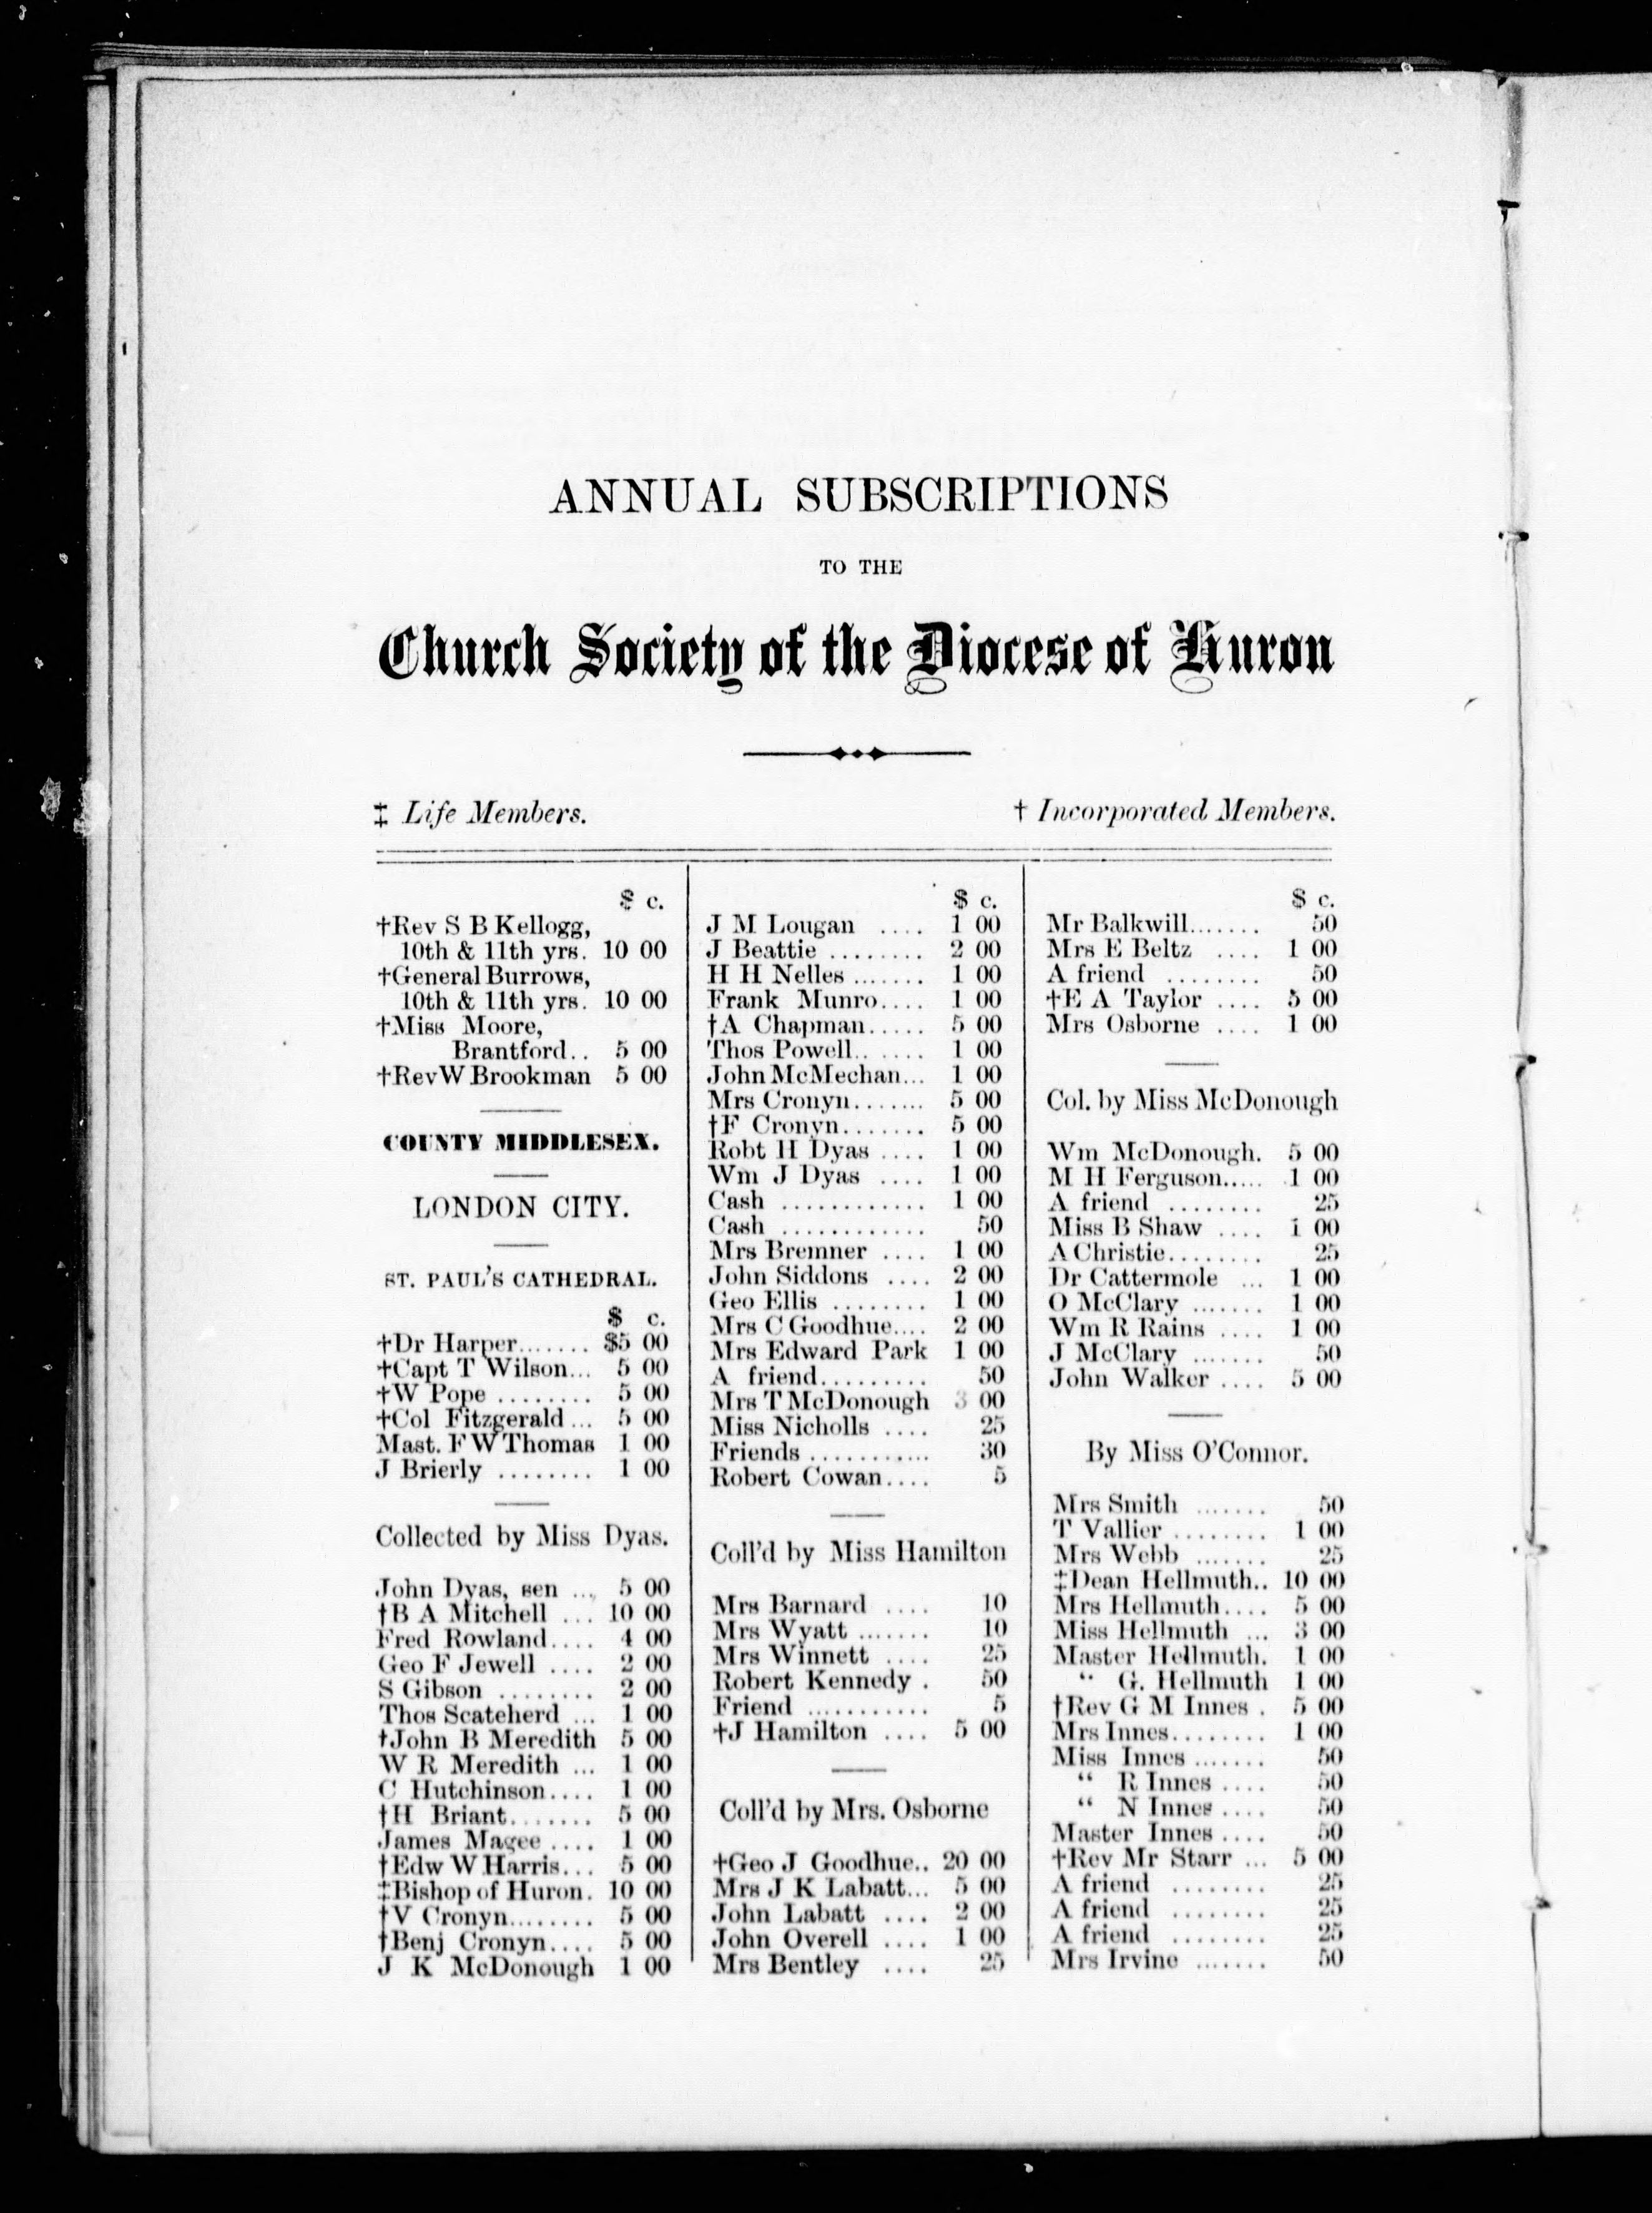 ANNUAL SUBSCRIPTIONS
TO THE
Church Society of the Diocese of Huron
‡ Life Members.
† Incorporated Members.
$ c.
†Rev S B Kellogg,
10th & 11th yrs. 10 00
†General Burrows,
10th & 11th yrs. 10 00
†Miss Moore,
Brantford.. 5 00
†Rev W Brookman 5 00
COUNTY MIDDLESEX.
LONDON CITY.
ST. PAUL'S CATHEDRAL.
$ c.
†Dr Harper....... $5 00
†Capt T Wilson... 5 00
†W Pope ........ 5 00
†Col Fitzgerald ... 5 00
Mast. F W Thomas 1 00
J Brierly ........ 1 00
Collected by Miss Dyas.
John Dyas, sen ... 5 00
†B A Mitchell ... 10 00
Fred Rowland.... 4 00
Geo F Jewell .... 2 00
S Gibson ........ 2 00
Thos Scateherd ... 1 00
†John B Meredith 5 00
W R Meredith ... 1 00
C Hutchinson.... 1 00
†H Briant....... 5 00
James Magee .... 1 00
†Edw W Harris... 5 00
‡Bishop of Huron. 10 00
†V Cronyn........ 5 00
†Benj Cronyn.... 5 00
J K McDonough 1 00
$ c.
J M Lougan .... 1 00
J Beattie ........ 2 00
H H Nelles ....... 1 00
Frank Munro.... 1 00
†A Chapman..... 5 00
Thos Powell.. ..... 1 00
John McMechan... 1 00
Mrs Cronyn....... 5 00
†F Cronyn....... 5 00
Robt H Dyas .... 1 00
Wm J Dyas .... 1 00
Cash ............ 1 00
Cash ............ 50
Mrs Bremner .... 1 00
John Siddons .... 2 00
Geo Ellis ........ 1 00
Mrs C Goodhue.... 2 00
Mrs Edward Park 1 00
A friend......... 50
Mrs T McDonough 3 00
Miss Nicholls .... 25
Friends ........... 30
Robert Cowan.... 5
Coll'd by Miss Hamilton
Mrs Barnard .... 10
Mrs Wyatt ....... 10
Mrs Winnett .... 25
Robert Kennedy . 50
Friend ........... 5
†J Hamilton .... 5 00
Coll'd by Mrs. Osborne
†Geo J Goodhue.. 20 00
Mrs J K Labatt... 5 00
John Labatt .... 2 00
John Overell .... 1 00
Mrs Bentley .... 25
$ c.
Mr Balkwill....... 50
Mrs E Beltz .... 1 00
A friend ........ 50
†E A Taylor .... 5 00
Mrs Osborne .... 1 00
Col. by Miss McDonough
Wm McDonough. 5 00
M H Ferguson..... 1 00
A friend ........ 25
Miss B Shaw .... 1 00
A Christie........ 25
Dr Cattermole ... 1 00
O McClary ....... 1 00
Wm R Rains .... 1 00
J McClary ....... 50
John Walker .... 5 00
By Miss O'Connor.
Mrs Smith ....... 50
T Vallier ........ 1 00
Mrs Webb ....... 25
‡Dean Hellmuth.. 10 00
Mrs Hellmuth.... 5 00
Miss Hellmuth ... 3 00
Master Hellmuth. 1 00
“ G. Hellmuth 1 00
†Rev G M Innes . 5 00
Mrs Innes........ 1 00
Miss Innes ....... 50
“ R Innes .... 50
“ N Innes .... 50
Master Innes .... 50
†Rev Mr Starr ... 5 00
A friend ........ 25
A friend ........ 25
A friend ........ 25
Mrs Irvine ....... 50